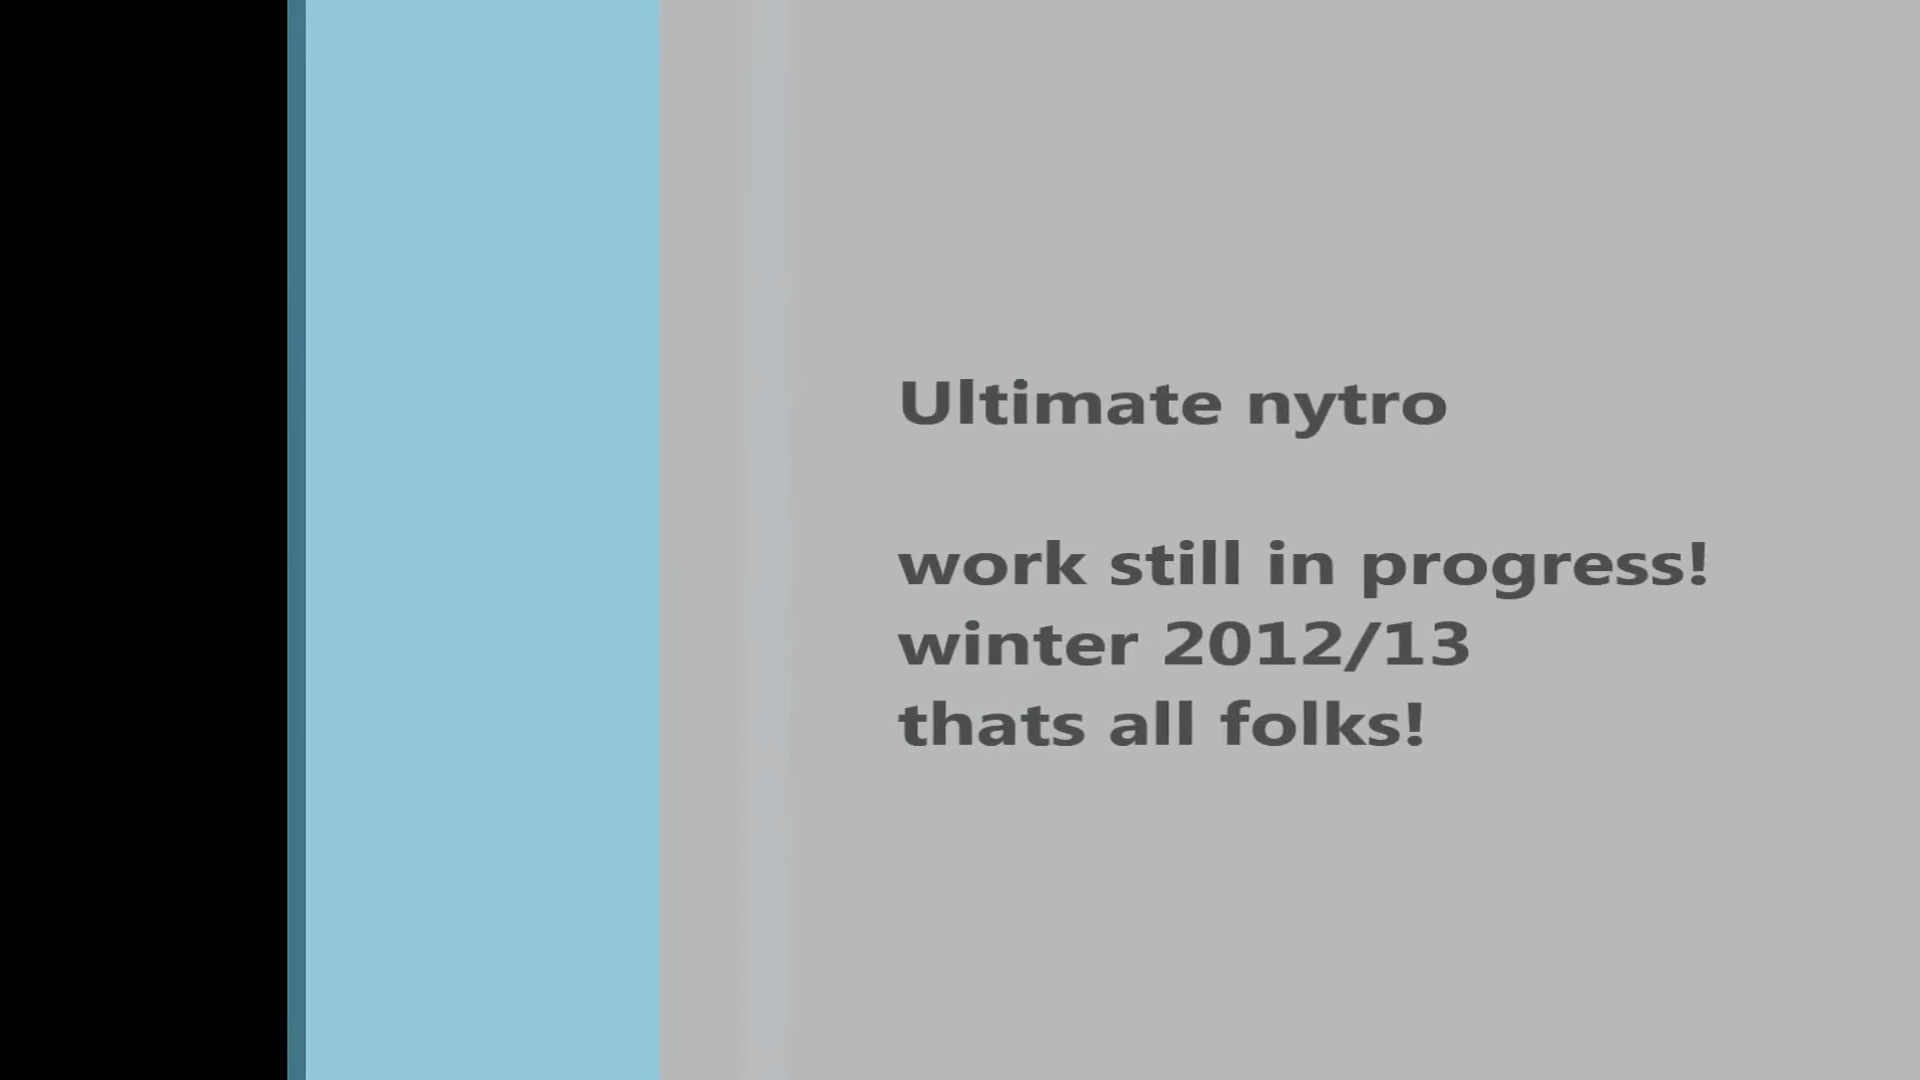 Ultimate nytro
work still in progress!
winter 2012/13
thats all folks!